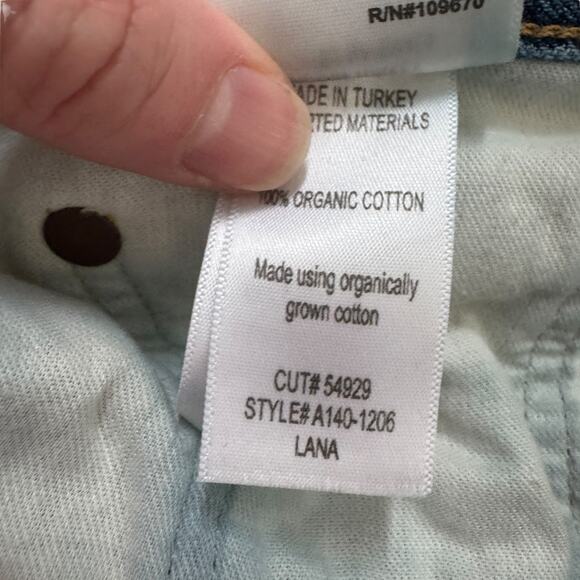 R/N#109670
ADE IN TURKEY
RTED MATERIALS
100% ORGANIC COTTON
Made using organically
grown cotton
CUT# 54929
STYLE#A140-1206
LANA